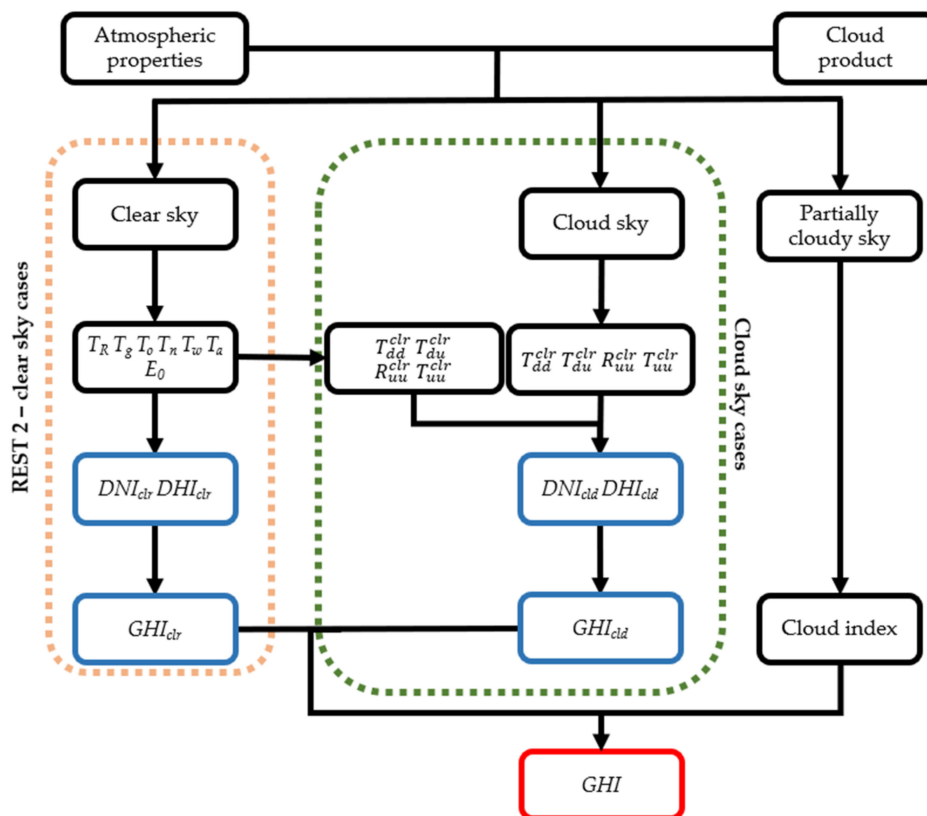 Atmospheric
properties
Cloud
product
Clear sky
Cloud sky
Partially
cloudy sky
REST 2 – clear sky cases
Cloud sky cases
T_R T_g T_o T_n T_w T_a
E_0
T_dd^clr T_du^clr
R_uu^clr T_uu^clr
T_dd^clr T_du^clr R_uu^clr T_uu^clr
DNI_clr DHI_clr
DNI_cld DHI_cld
GHI_clr
GHI_cld
Cloud index
GHI